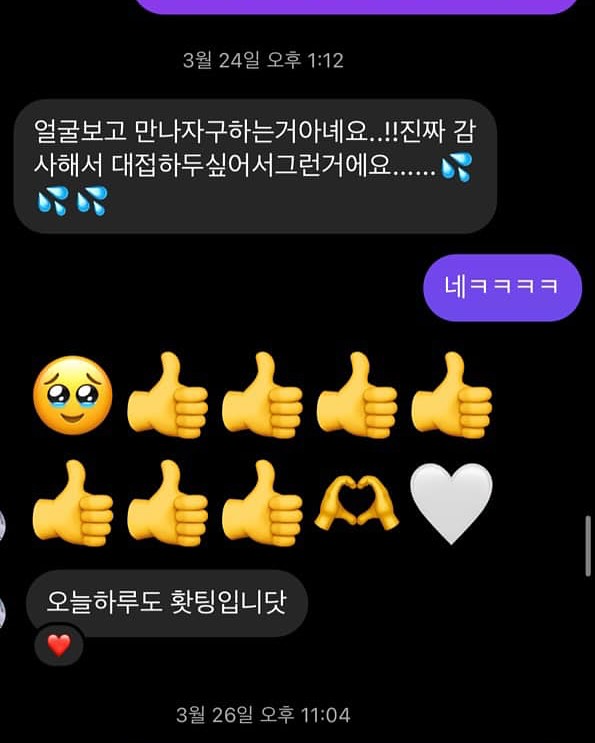 3월 24일 오후 1:12
얼굴보고 만나자구하는거아녜요..!!진짜 감
사해서 대접하두싶어서그런거에요......💦
💦💦
네ㅋㅋㅋㅋ
🥹👍👍👍👍
👍👍👍🫶🤍
오늘하루도 홧팅입니닷
❤️
3월 26일 오후 11:04